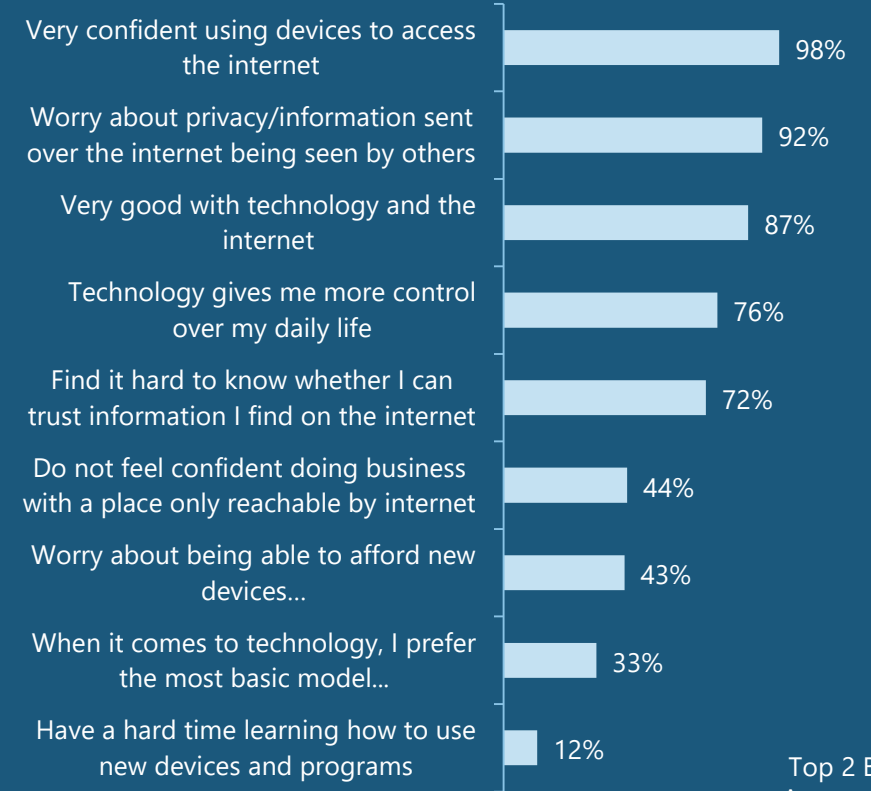 Very confident using devices to access
the internet
98%
Worry about privacy/information sent
over the internet being seen by others
92%
Very good with technology and the
internet
87%
Technology gives me more control
over my daily life
76%
Find it hard to know whether I can
trust information I find on the internet
72%
Do not feel confident doing business
with a place only reachable by internet
44%
Worry about being able to afford new
devices...
43%
When it comes to technology, I prefer
the most basic model...
33%
Have a hard time learning how to use
new devices and programs
12%
Top 2